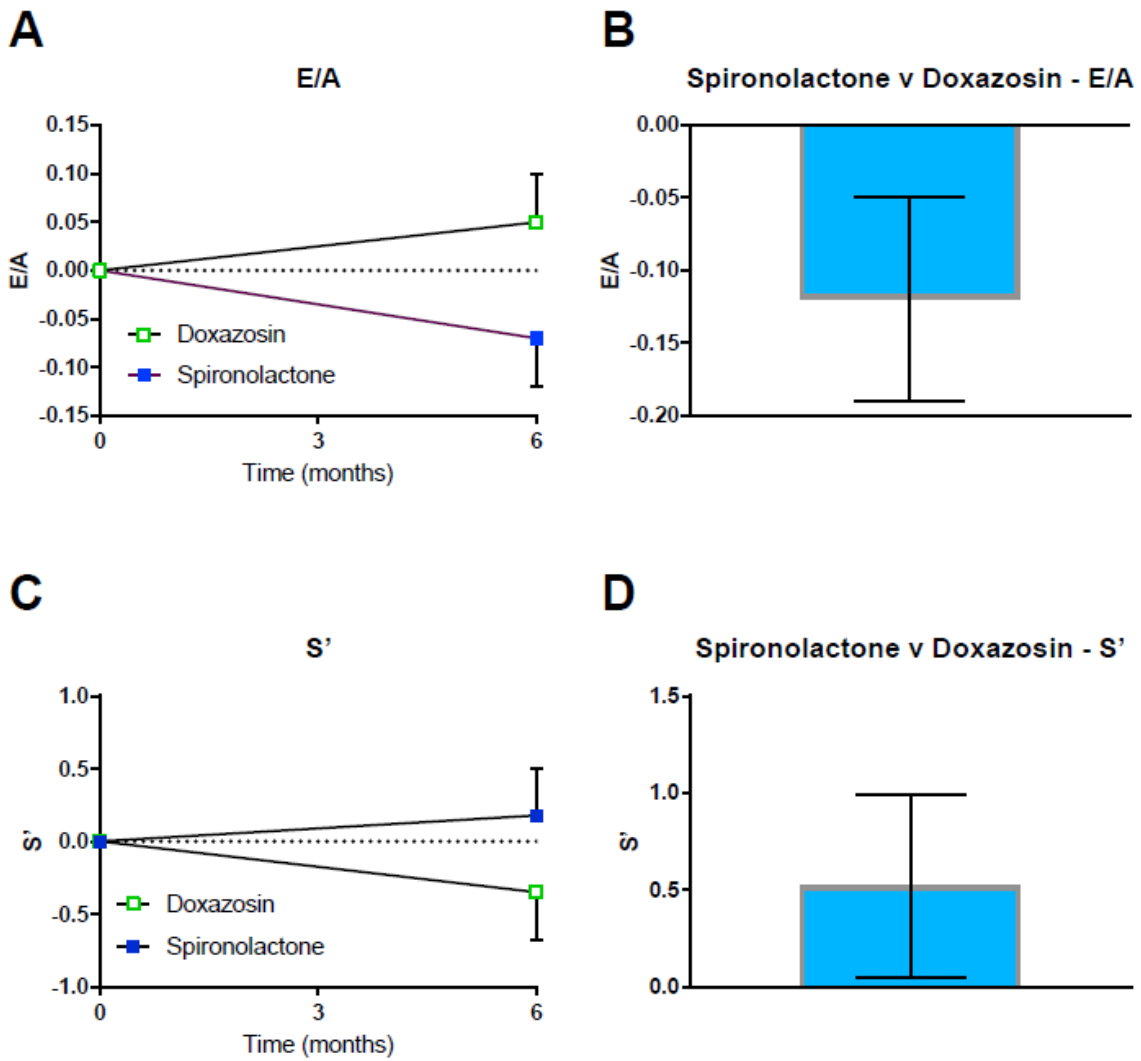 A
E/A
0.15
0.10
0.05
0.00
-0.05
-0.10
-0.15
E/A
Doxazosin
Spironolactone
0 3 6
Time (months)
B
Spironolactone v Doxazosin - E/A
0.00
-0.05
-0.10
-0.15
-0.20
E/A
C
S’
1.0
0.5
0.0
-0.5
-1.0
S’
Doxazosin
Spironolactone
0 3 6
Time (months)
D
Spironolactone v Doxazosin - S’
1.5
1.0
0.5
0.0
S’